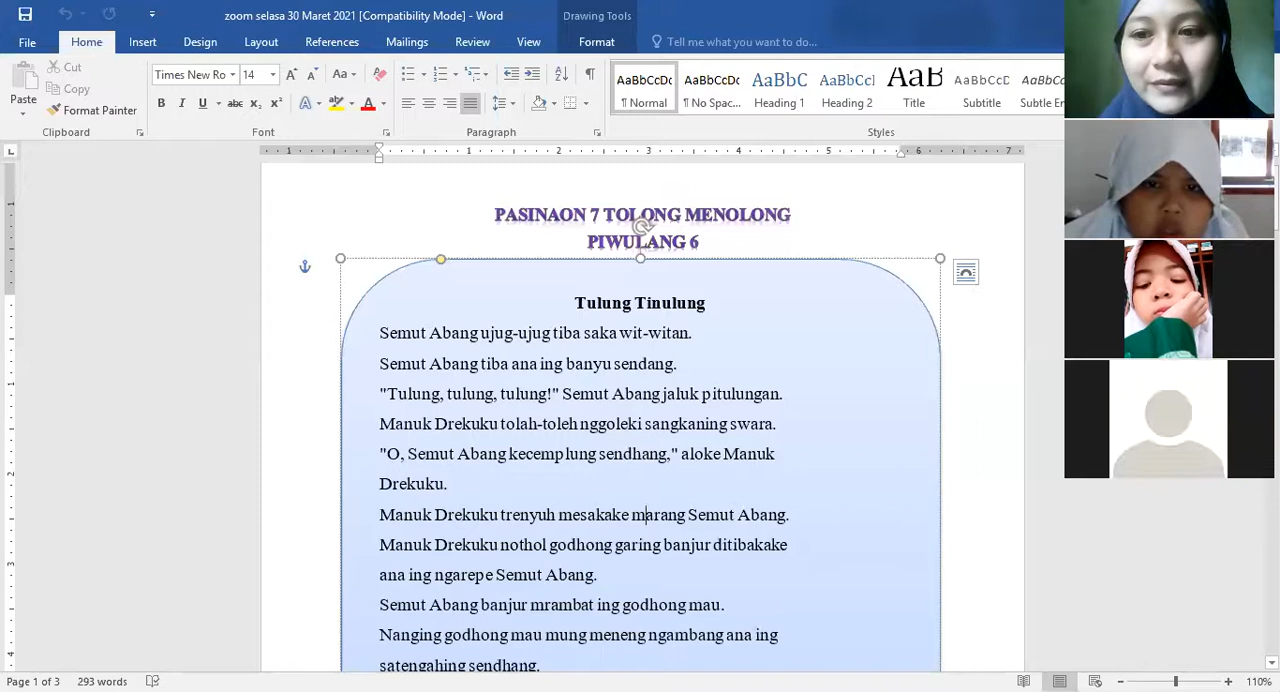 zoom selasa 30 Maret 2021 [Compatibility Mode] - Word
Drawing Tools
File Home Insert Design Layout References Mailings Review View Format Tell me what you want to do...
Paste
Cut
Copy
Format Painter
Clipboard
Times New Ro 14
Font
Paragraph
AaBbCcDc AaBbCcDc AaBbC AaBbCcI AaB AaBbCcD
¶ Normal ¶ No Spac... Heading 1 Heading 2 Title Subtitle Subtle Em
Styles
PASINAON 7 TOLONG MENOLONG
PIWULANG 6
Tulung Tinulung
Semut Abang ujug-ujug tiba saka wit-witan.
Semut Abang tiba ana ing banyu sendang.
"Tulung, tulung, tulung!" Semut Abang jaluk pitulungan.
Manuk Drekuku tolah-toleh nggoleki sangkaning swara.
"O, Semut Abang kecemplung sendhang," aloke Manuk
Drekuku.
Manuk Drekuku trenyuh mesakake marang Semut Abang.
Manuk Drekuku nothol godhong garing banjur ditibakake
ana ing ngarepe Semut Abang.
Semut Abang banjur mrambat ing godhong mau.
Nanging godhong mau mung meneng ngambang ana ing
satengahing sendhang.
Page 1 of 3 293 words 110%